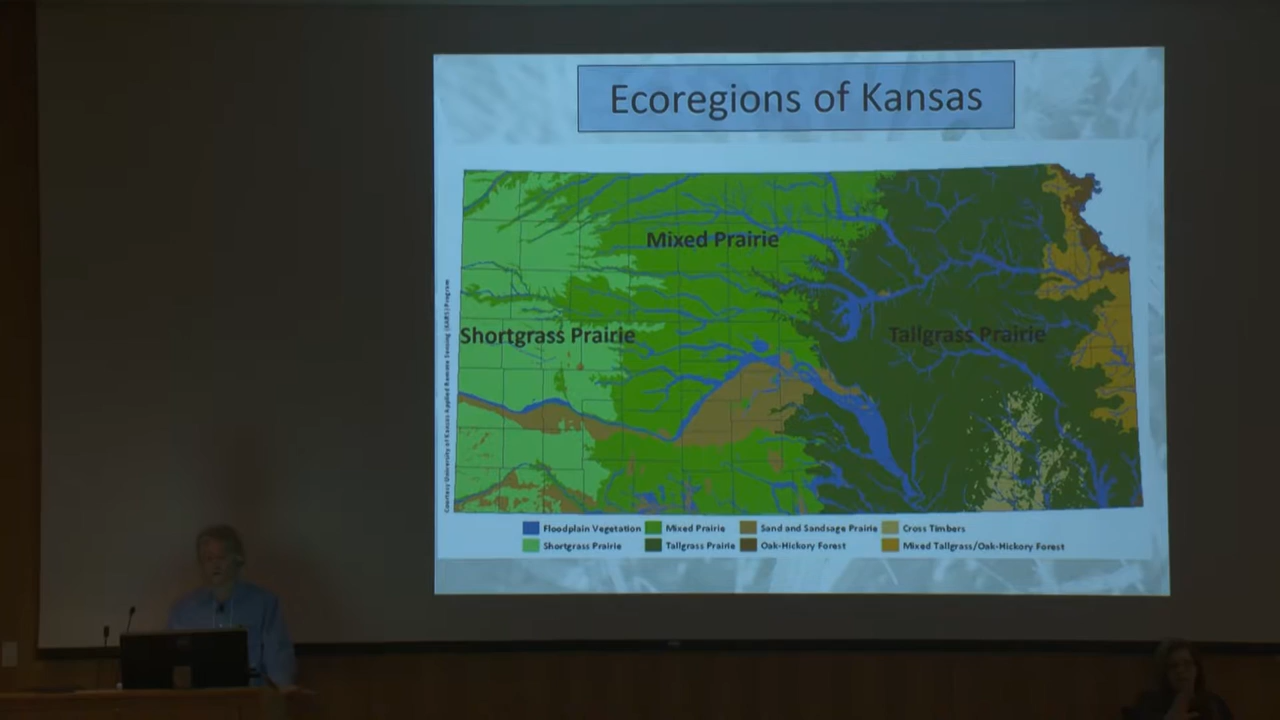 Ecoregions of Kansas
Mixed Prairie
Shortgrass Prairie
Tallgrass Prairie
Courtesy University of Kansas Applied Remote Sensing (KARS) Program
Floodplain Vegetation
Mixed Prairie
Sand and Sandsage Prairie
Cross Timbers
Shortgrass Prairie
Tallgrass Prairie
Oak-Hickory Forest
Mixed Tallgrass/Oak-Hickory Forest